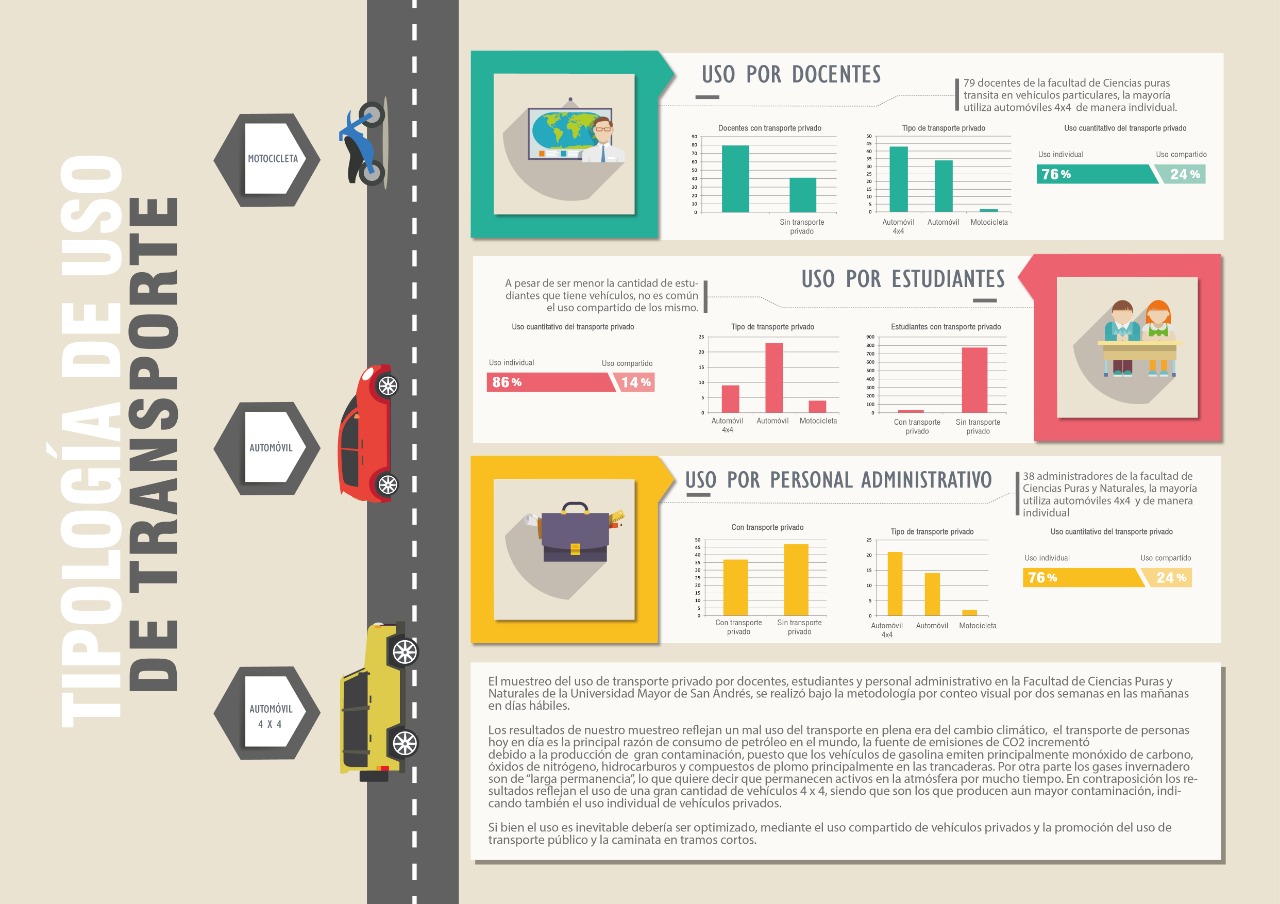 TIPOLOGÍA DE USO
DE TRANSPORTE
MOTOCICLETA
AUTOMÓVIL
AUTOMÓVIL
4 X 4
USO POR DOCENTES
79 docentes de la facultad de Ciencias puras
transita en vehículos particulares, la mayoría
utiliza automóviles 4x4 de manera individual.
Docentes con transporte privado
90
80
70
60
50
40
30
20
10
0
Sin transporte
privado
Tipo de transporte privado
50
45
40
35
30
25
20
15
10
5
0
Automóvil
4x4
Automóvil
Motocicleta
Uso cuantitativo del transporte privado
Uso individual
Uso compartido
76 %
24 %
USO POR ESTUDIANTES
A pesar de ser menor la cantidad de estu-
diantes que tiene vehículos, no es común
el uso compartido de los mismo.
Uso cuantitativo del transporte privado
Uso individual
Uso compartido
86 %
14 %
Tipo de transporte privado
25
20
15
10
5
0
Automóvil
4x4
Automóvil
Motocicleta
Estudiantes con transporte privado
900
800
700
600
500
400
300
200
100
0
Con transporte
privado
Sin transporte
privado
USO POR PERSONAL ADMINISTRATIVO
38 administradores de la facultad de
Ciencias Puras y Naturales, la mayoría
utiliza automóviles 4x4 y de manera
individual
Con transporte privado
50
45
40
35
30
25
20
15
10
5
0
Con transporte
privado
Sin transporte
privado
Tipo de transporte privado
25
20
15
10
5
0
Automóvil
4x4
Automóvil
Motocicleta
Uso cuantitativo del transporte privado
Uso individual
Uso compartido
76 %
24 %
El muestreo del uso de transporte privado por docentes, estudiantes y personal administrativo en la Facultad de Ciencias Puras y
Naturales de la Universidad Mayor de San Andrés, se realizó bajo la metodología por conteo visual por dos semanas en las mañanas
en días hábiles.
Los resultados de nuestro muestreo reflejan un mal uso del transporte en plena era del cambio climático, el transporte de personas
hoy en día es la principal razón de consumo de petróleo en el mundo, la fuente de emisiones de CO2 incrementó
debido a la producción de gran contaminación, puesto que los vehículos de gasolina emiten principalmente monóxido de carbono,
óxidos de nitrógeno, hidrocarburos y compuestos de plomo principalmente en las trancaderas. Por otra parte los gases invernadero
son de “larga permanencia”, lo que quiere decir que permanecen activos en la atmósfera por mucho tiempo. En contraposición los re-
sultados reflejan el uso de una gran cantidad de vehículos 4 x 4, siendo que son los que producen aun mayor contaminación, indi-
cando también el uso individual de vehículos privados.
Si bien el uso es inevitable debería ser optimizado, mediante el uso compartido de vehículos privados y la promoción del uso de
transporte público y la caminata en tramos cortos.